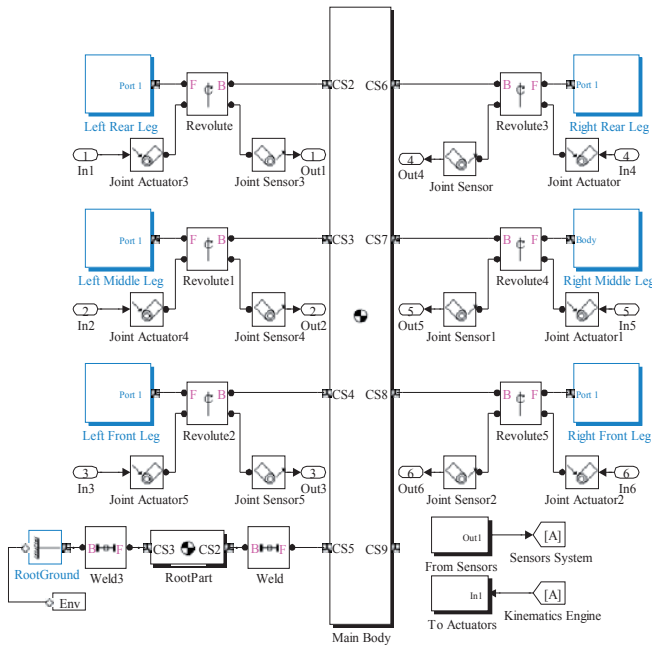 Port 1 F B CS2 CS6 B F Port 1
Left Rear Leg Revolute Revolute3 Right Rear Leg
1 1 4 4
In1 Joint Actuator3 Joint Sensor3 Out1 Out4 Joint Sensor Joint Actuator In4
Port 1 F B CS3 CS7 B F Body
Left Middle Leg Revolute1 Revolute4 Right Middle Leg
2 2 5 5
In2 Joint Actuator4 Joint Sensor4 Out2 Out5 Joint Sensor1 Joint Actuator1 In5
Port 1 F B CS4 CS8 B F Port 1
Left Front Leg Revolute2 Revolute5 Right Front Leg
3 3 6 6
In3 Joint Actuator5 Joint Sensor5 Out3 Out6 Joint Sensor2 Joint Actuator2 In6
B F CS3 CS2 B F CS5 CS9 Out1 [A]
RootGround Weld3 RootPart Weld From Sensors Sensors System
Env In1 [A]
To Actuators Kinematics Engine
Main Body